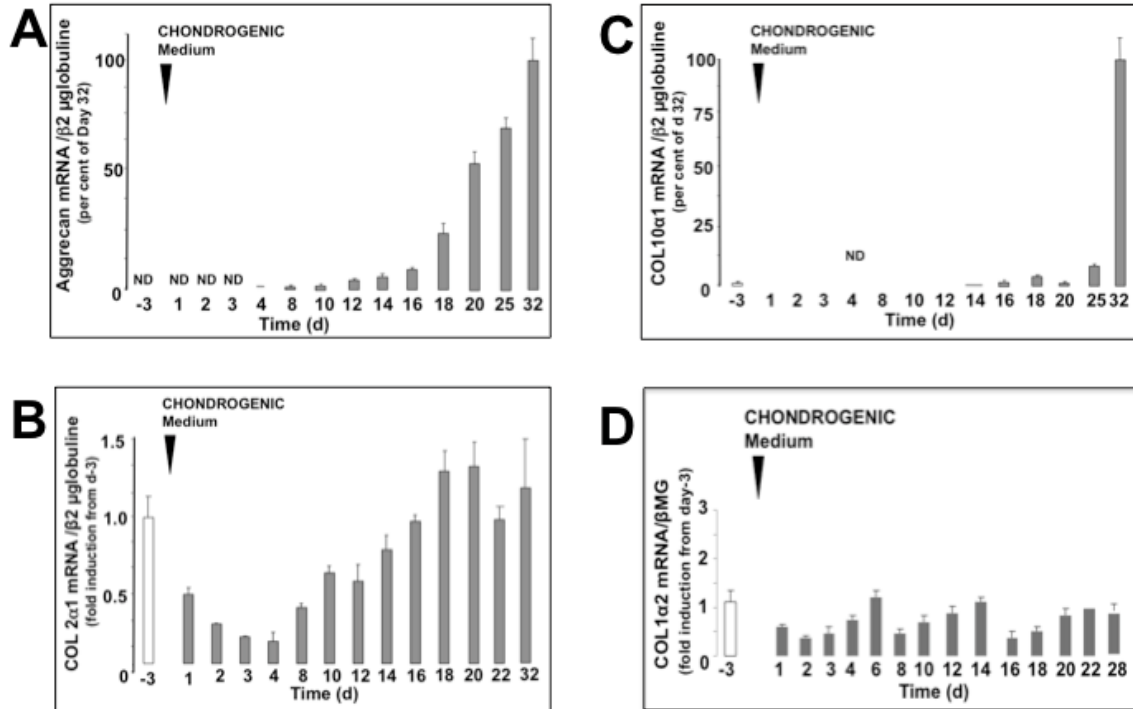 A
CHONDROGENIC
Medium
Aggrecan mRNA /β2 µglobuline
(per cent of Day 32)
100
50
0
ND ND ND ND
-3 1 2 3 4 8 10 12 14 16 18 20 25 32
Time (d)
C
CHONDROGENIC
Medium
COL10α1 mRNA /β2 µglobuline
(per cent of d 32)
100
75
50
25
0
ND
-3 1 2 3 4 8 10 12 14 16 18 20 25 32
Time (d)
B
CHONDROGENIC
Medium
COL 2α1 mRNA /β2 µglobuline
(fold induction from d-3)
1.5
1.0
0.5
0
-3 1 2 3 4 8 10 12 14 16 18 20 22 32
Time (d)
D
CHONDROGENIC
Medium
COL1α2 mRNA/βMG
(fold induction from day-3)
3
2
1
0
-3 1 2 3 4 6 8 10 12 14 16 18 20 22 28
Time (d)